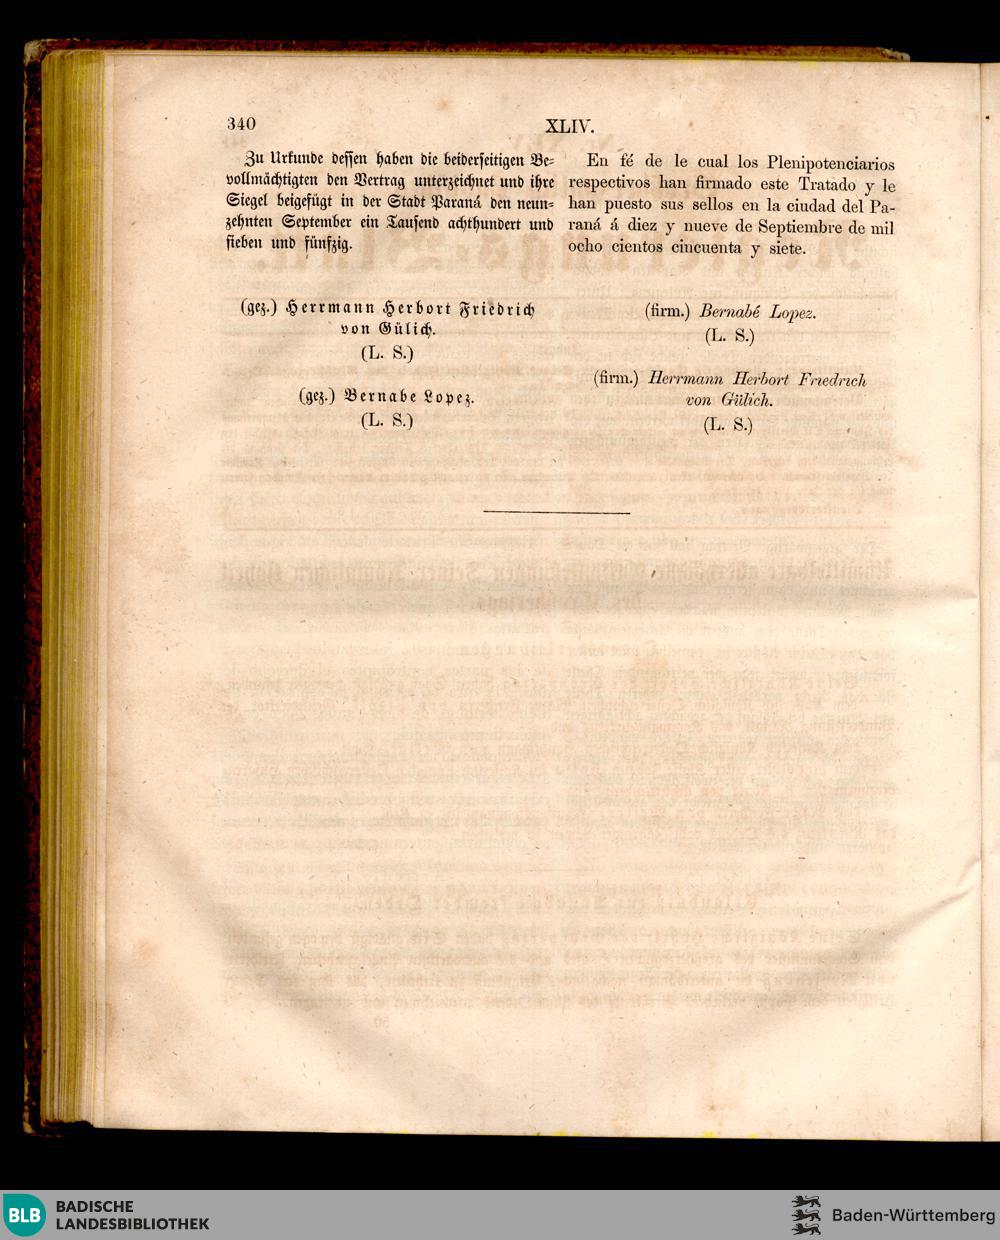 340
XLIV.
Zu Urkunde dessen haben die beiderseitigen Be-
vollmächtigten den Vertrag unterzeichnet und ihre
Siegel beigefügt in der Stadt Paraná den neun-
zehnten September ein Tausend achthundert und
sieben und fünfzig.
(gez.) Herrmann Herbort Friedrich
von Gülich.
(L. S.)
(gez.) Bernabe Lopez.
(L. S.)
En fé de le cual los Plenipotenciarios
respectivos han firmado este Tratado y le
han puesto sus sellos en la ciudad del Pa-
raná á diez y nueve de Septiembre de mil
ocho cientos cincuenta y siete.
(firm.) Bernabé Lopez.
(L. S.)
(firm.) Herrmann Herbort Friedrich
von Gülich.
(L. S.)
BLB
BADISCHE
LANDESBIBLIOTHEK
Baden-Württemberg